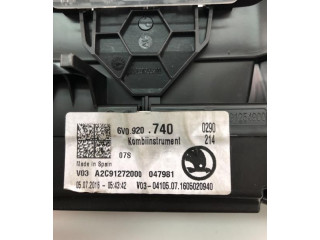 6V0.920 .740 0290
Kombiinstrument 214
07S
Made in Spain
V03 A2C91272000 047981
05.07.2016 - 05:43:42 V03-04105.07.1605020940